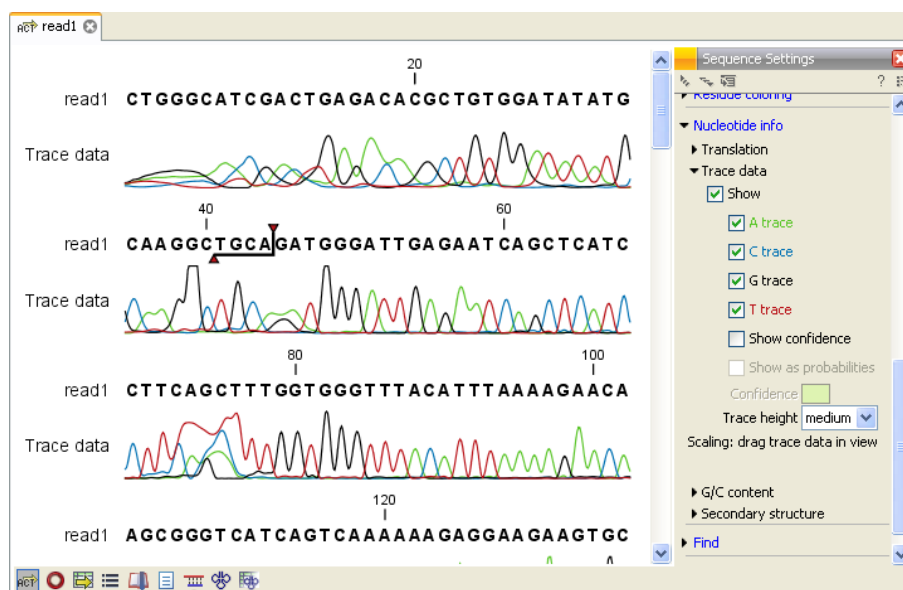 ACT read1
20
read1 CTGGGCATCGACTGAGACACGCTGTGGATATATG
Trace data
40 60
read1 CAAGGCTGCAGATGGGATTGAGAATCAGCTCATC
Trace data
80 100
read1 CTTCAGCTTTGGTGGGTTTACATTTAAAAGAACA
Trace data
120
read1 AGCGGGTCATCAGTCAAAAAAGAGGAAGAAGTGC
ACT
Sequence Settings
?
Residue coloring
Nucleotide info
Translation
Trace data
Show
A trace
C trace
G trace
T trace
Show confidence
Show as probabilities
Confidence
Trace height medium
Scaling: drag trace data in view
G/C content
Secondary structure
Find